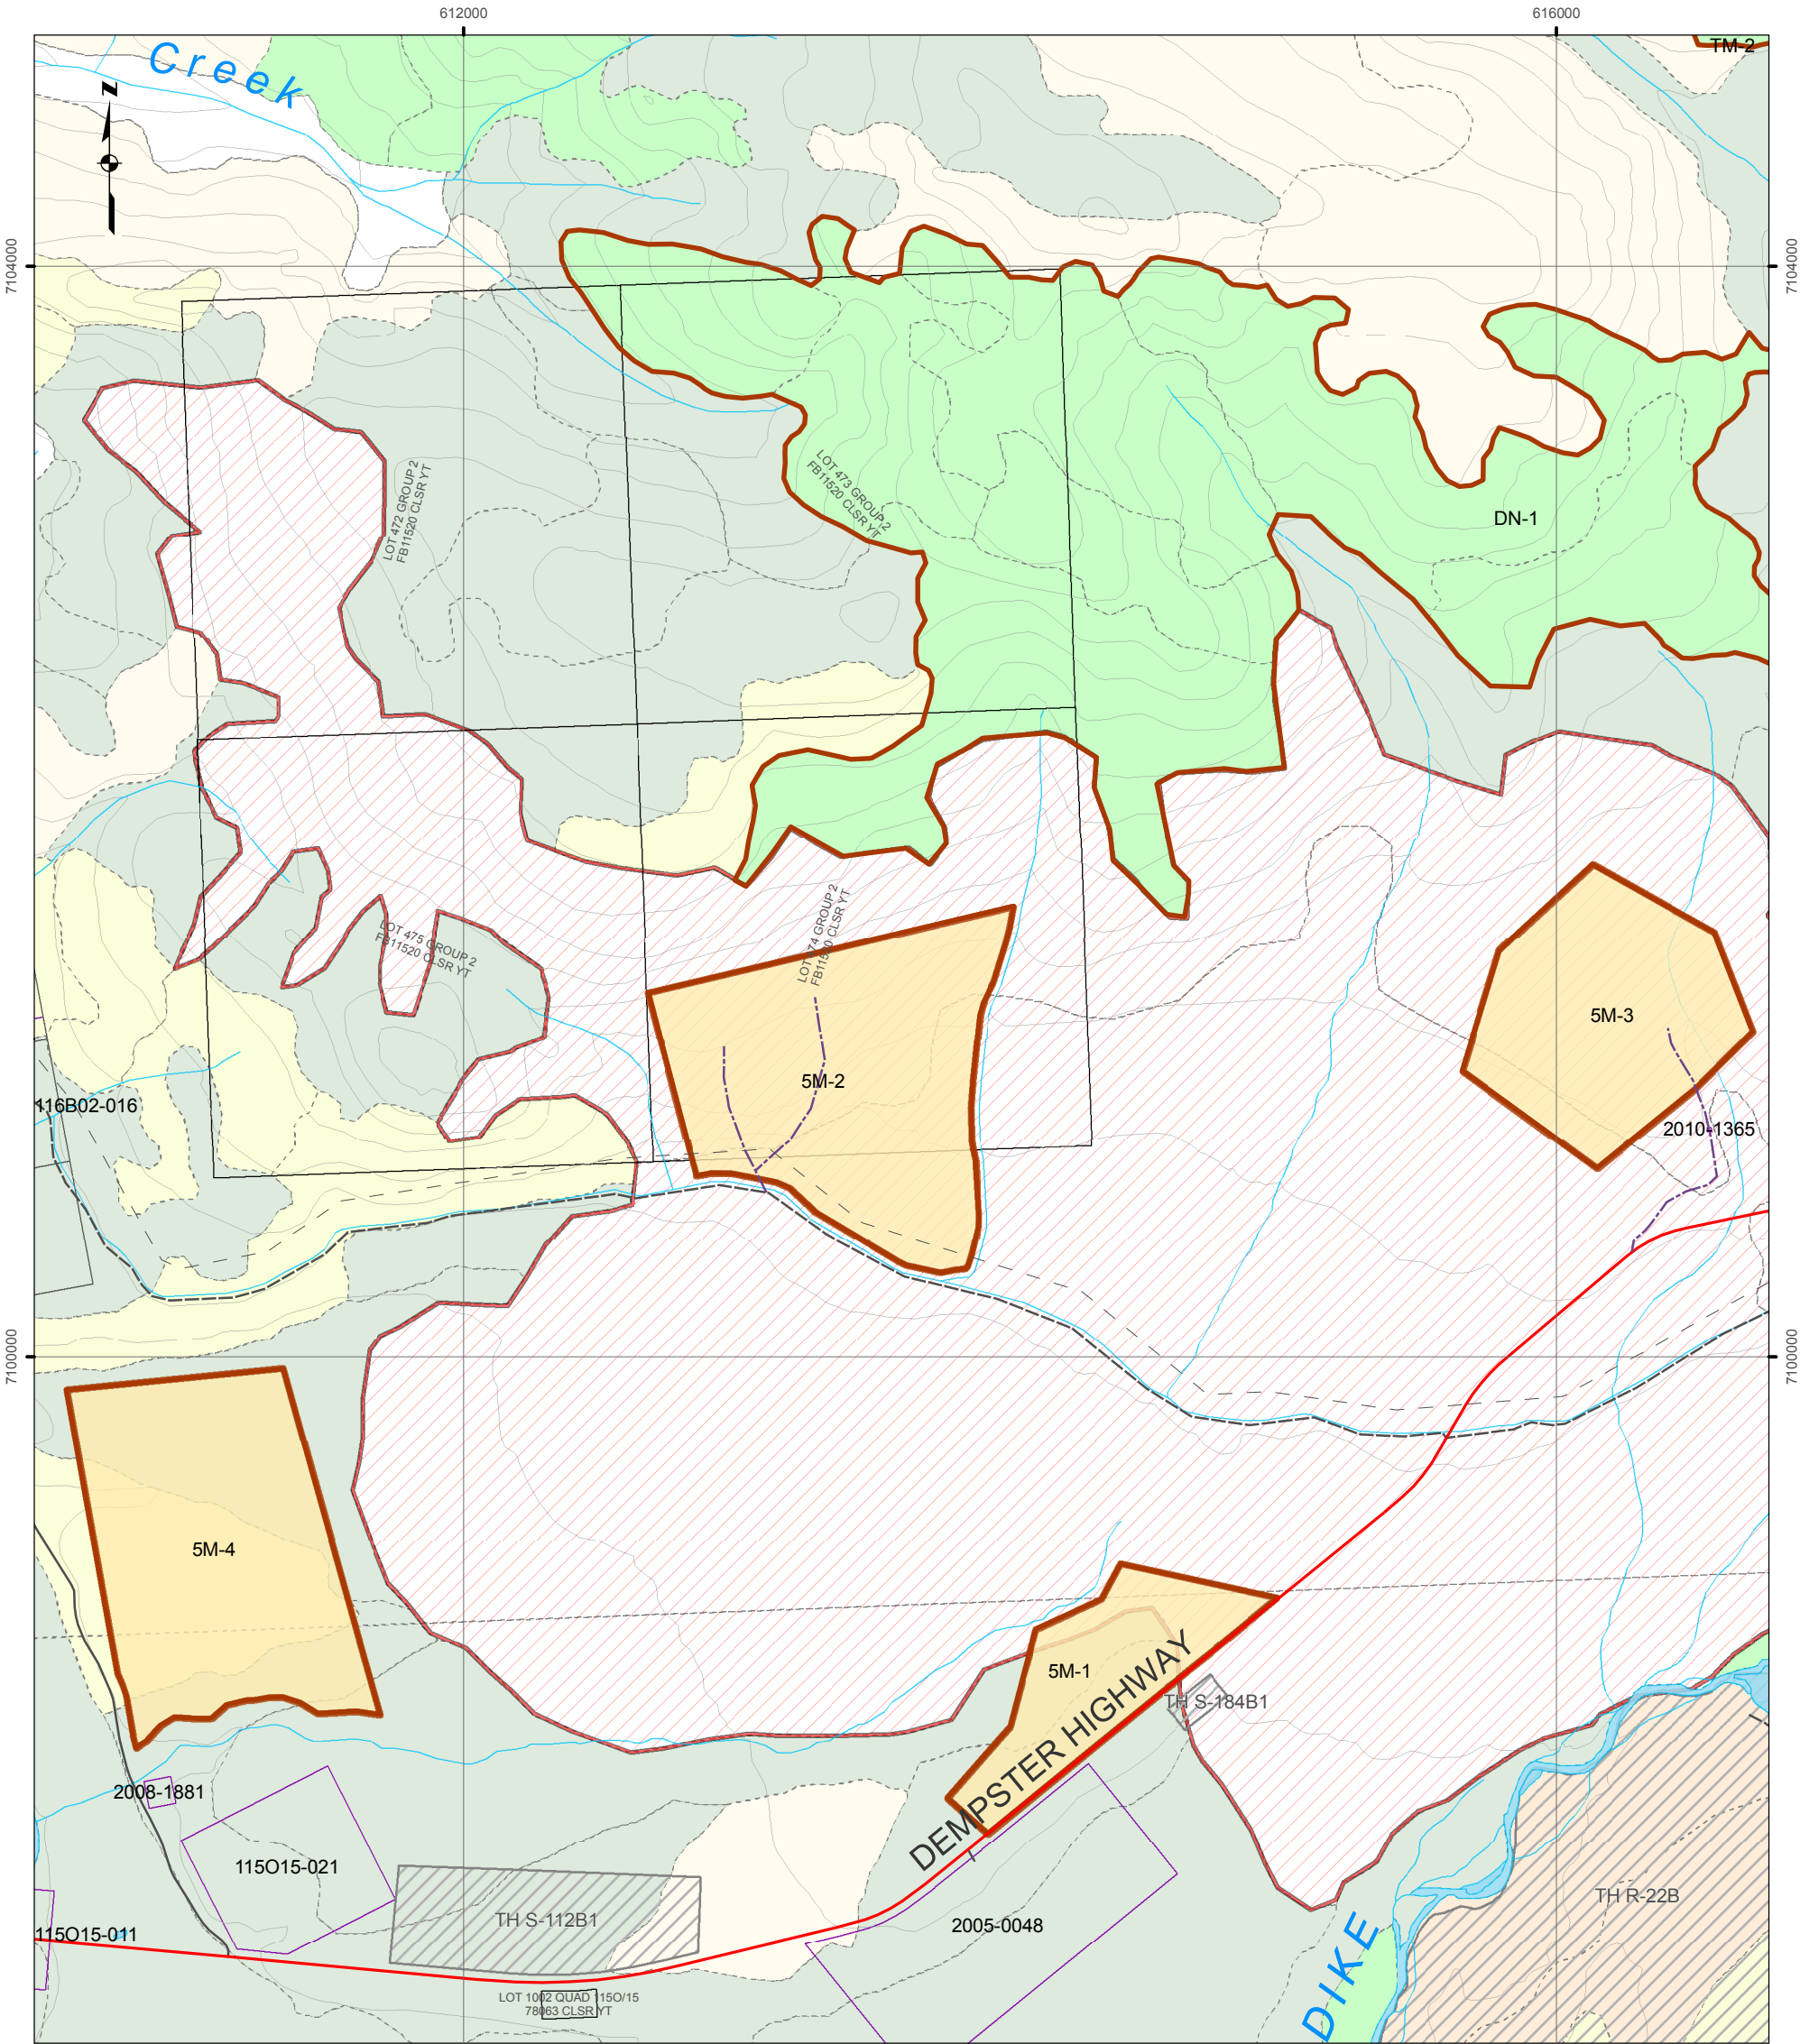 612000
616000
TM-2
Creek
N
7104000
7104000
LOT 472 GROUP 2
FB11520 CLSR YT
LOT 473 GROUP 2
FB11520 CLSR YT
DN-1
LOT 475 GROUP 2
FB11520 CLSR YT
LOT 474 GROUP 2
FB11520 CLSR YT
5M-3
5M-2
116B02-016
2010-1365
7100000
7100000
5M-4
5M-1
DEMPSTER HIGHWAY
TH S-184B1
2008-1881
115O15-021
TH S-112B1
TH R-22B
2005-0048
115O15-011
DIKE
LOT 1002 QUAD 115O/15
78063 CLSR YT